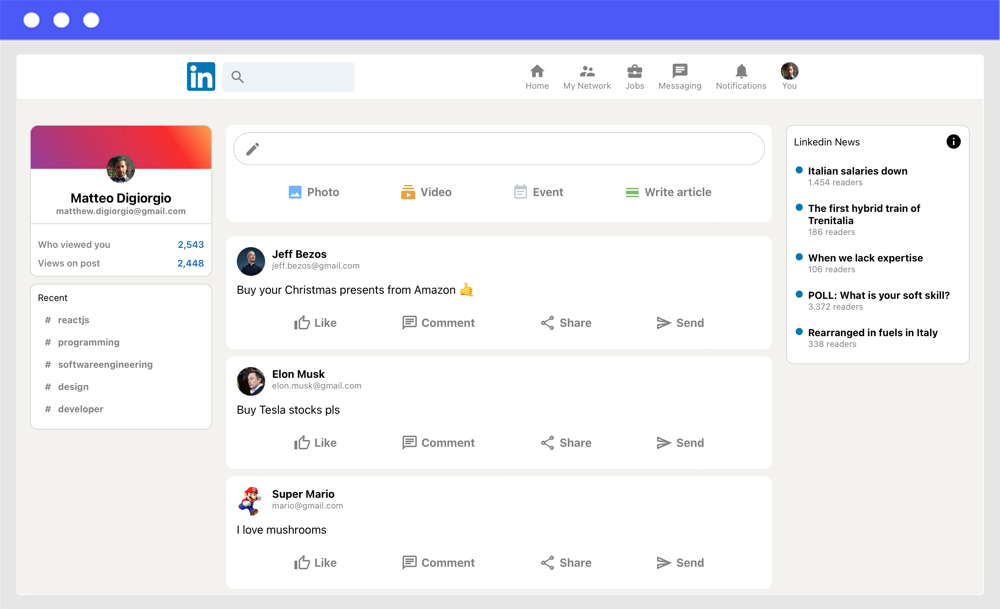 in
Home My Network Jobs Messaging Notifications You
Matteo Digiorgio
matthew.digiorgio@gmail.com
Who viewed you 2,543
Views on post 2,448
Recent
# reactjs
# programming
# softwareengineering
# design
# developer
Photo Video Event Write article
Jeff Bezos
jeff.bezos@gmail.com
Buy your Christmas presents from Amazon 🤙
Like Comment Share Send
Elon Musk
elon.musk@gmail.com
Buy Tesla stocks pls
Like Comment Share Send
Super Mario
mario@gmail.com
I love mushrooms
Like Comment Share Send
Linkedin News
Italian salaries down
1.454 readers
The first hybrid train of
Trenitalia
186 readers
When we lack expertise
106 readers
POLL: What is your soft skill?
3.372 readers
Rearranged in fuels in Italy
338 readers